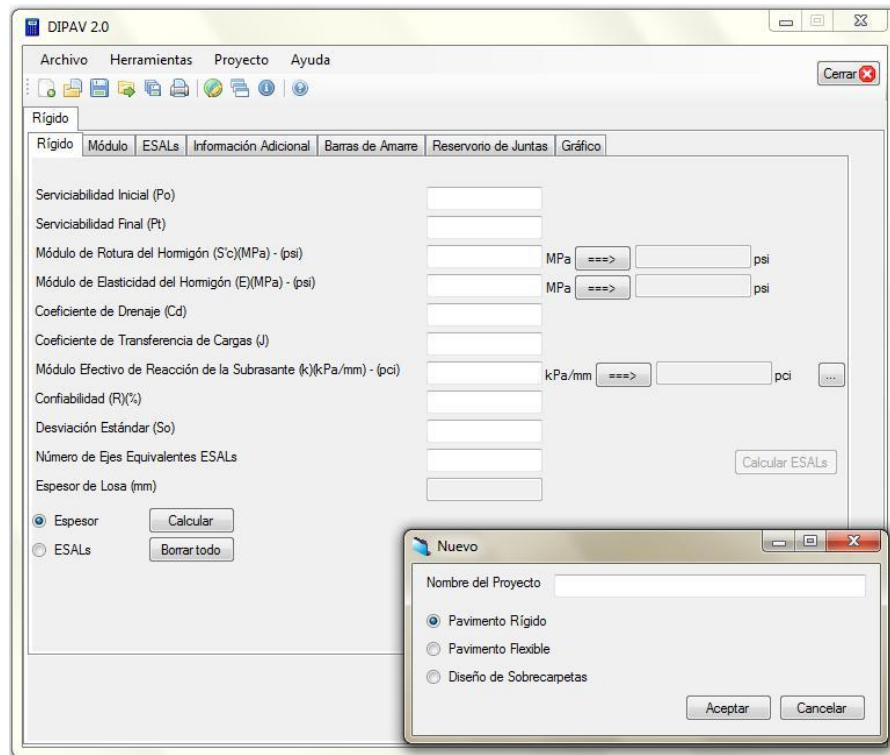 DIPAV 2.0
Archivo Herramientas Proyecto Ayuda
Cerrar
Rígido
Rígido Módulo ESALs Información Adicional Barras de Amarre Reservorio de Juntas Gráfico
Serviciabilidad Inicial (Po)
Serviciabilidad Final (Pt)
Módulo de Rotura del Hormigón (S'c)(MPa) - (psi) MPa ===> psi
Módulo de Elasticidad del Hormigón (E)(MPa) - (psi) MPa ===> psi
Coeficiente de Drenaje (Cd)
Coeficiente de Transferencia de Cargas (J)
Módulo Efectivo de Reacción de la Subrasante (k)(kPa/mm) - (pci) kPa/mm ===> pci ...
Confiabilidad (R)(%)
Desviación Estándar (So)
Número de Ejes Equivalentes ESALs Calcular ESALs
Espesor de Losa (mm)
Espesor Calcular
ESALs Borrar todo
Nuevo
Nombre del Proyecto
Pavimento Rígido
Pavimento Flexible
Diseño de Sobrecarpetas
Aceptar Cancelar